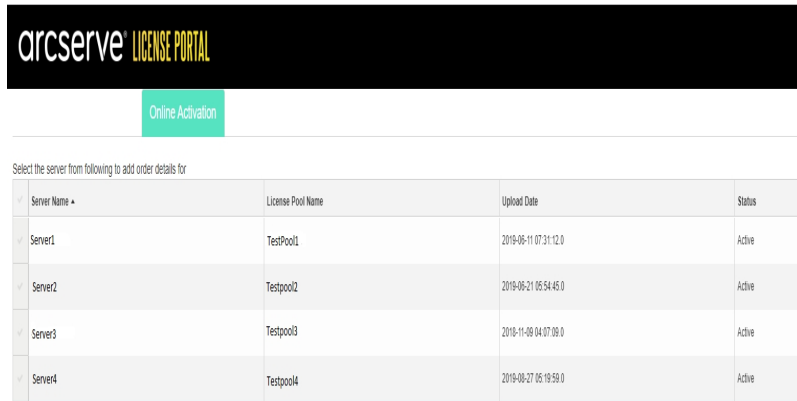 arcserve® LICENSE PORTAL
Online Activation
Select the server from following to add order details for
Server Name ▲ License Pool Name Upload Date Status
Server1 TestPool1 2019-06-11 07:31:12.0 Active
Server2 Testpool2 2019-06-21 05:54:45.0 Active
Server3 Testpool3 2018-11-09 04:07:09.0 Active
Server4 Testpool4 2019-08-27 05:19:59.0 Active